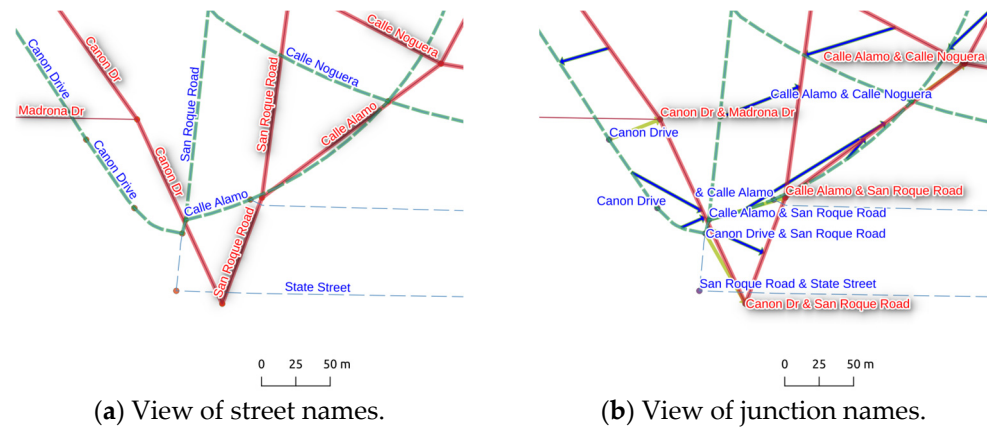 Canon Drive
Canon Dr
San Roque Road
Calle Noguera
Calle Noguera
San Roque Road
Calle Alamo
Madrona Dr
Canon Drive
Canon Dr
Calle Alamo
San Roque Road
State Street
0 25 50 m
(a) View of street names.
Calle Alamo & Calle Noguera
Calle Alamo & Calle Noguera
Canon Dr & Madrona Dr
Canon Drive
& Calle Alamo
Calle Alamo & San Roque Road
Canon Drive
Calle Alamo & San Roque Road
Canon Drive & San Roque Road
San Roque Road & State Street
Canon Dr & San Roque Road
0 25 50 m
(b) View of junction names.